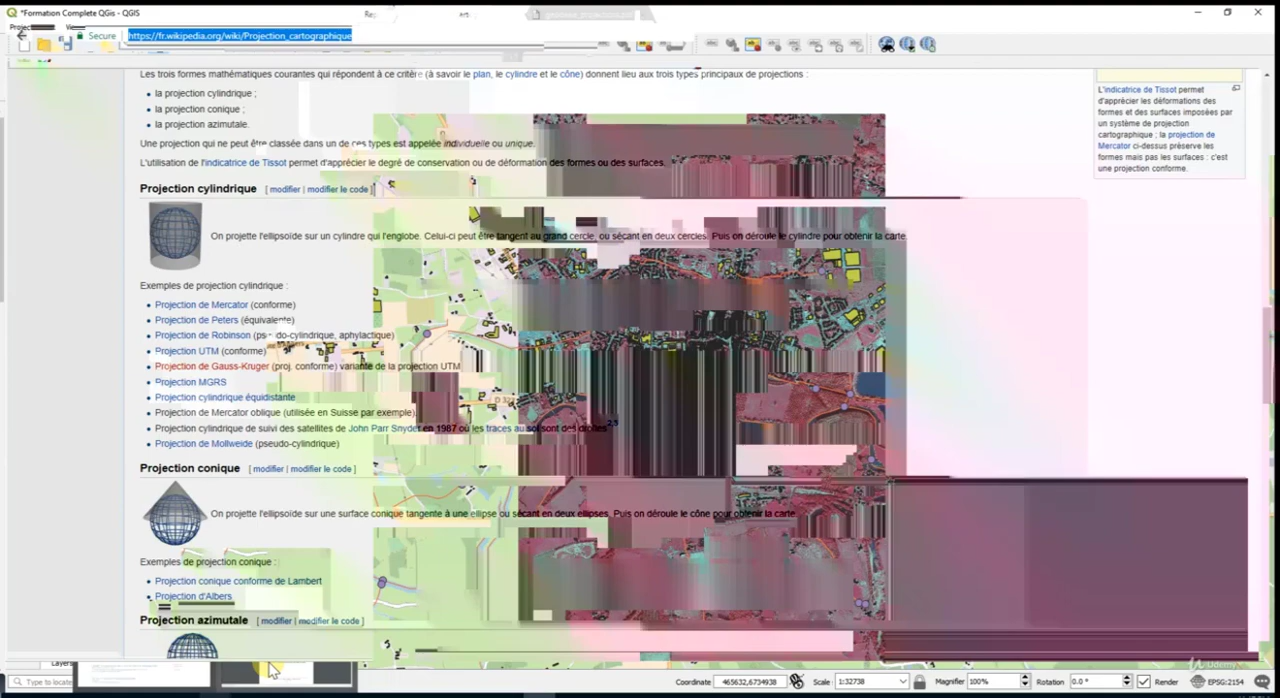 *Formation Complete QGis - QGIS
Secure
https://fr.wikipedia.org/wiki/Projection_cartographique
Les trois formes mathématiques courantes qui répondent à ce critère (à savoir le plan, le cylindre et le cône) donnent lieu aux trois types principaux de projections :
• la projection cylindrique ;
• la projection conique ;
• la projection azimutale.
Une projection qui ne peut être classée dans un de ces types est appelée individuelle ou unique.
L'utilisation de l'indicatrice de Tissot permet d'apprécier le degré de conservation ou de déformation des formes ou des surfaces.
L'indicatrice de Tissot permet
d'apprécier les déformations des
formes et des surfaces imposées par
un système de projection
cartographique ; la projection de
Mercator ci-dessus préserve les
formes mais pas les surfaces : c'est
une projection conforme.
Projection cylindrique [ modifier | modifier le code ]
On projette l'ellipsoïde sur un cylindre qui l'englobe. Celui-ci peut être tangent au grand cercle, ou sécant en deux cercles. Puis on déroule le cylindre pour obtenir la carte.
Exemples de projection cylindrique :
• Projection de Mercator (conforme)
• Projection de Peters (équivalente)
• Projection de Robinson (pseudo-cylindrique, aphylactique)
• Projection UTM (conforme)
• Projection de Gauss-Kruger (proj. conforme) variante de la projection UTM
• Projection MGRS
• Projection cylindrique équidistante
• Projection de Mercator oblique (utilisée en Suisse par exemple).
• Projection cylindrique de suivi des satellites de John Parr Snyder en 1987 où les traces au sol sont des droites
• Projection de Mollweide (pseudo-cylindrique)
Projection conique [ modifier | modifier le code ]
On projette l'ellipsoïde sur une surface conique tangente à une ellipse ou sécant en deux ellipses. Puis on déroule le cône pour obtenir la carte.
Exemples de projection conique :
• Projection conique conforme de Lambert
• Projection d'Albers
Projection azimutale [ modifier | modifier le code ]
Layers
Type to locate
Coordinate 465632,6734938 Scale 1:32738 Magnifier 100% Rotation 0.0 ° Render EPSG:2154
Udemy